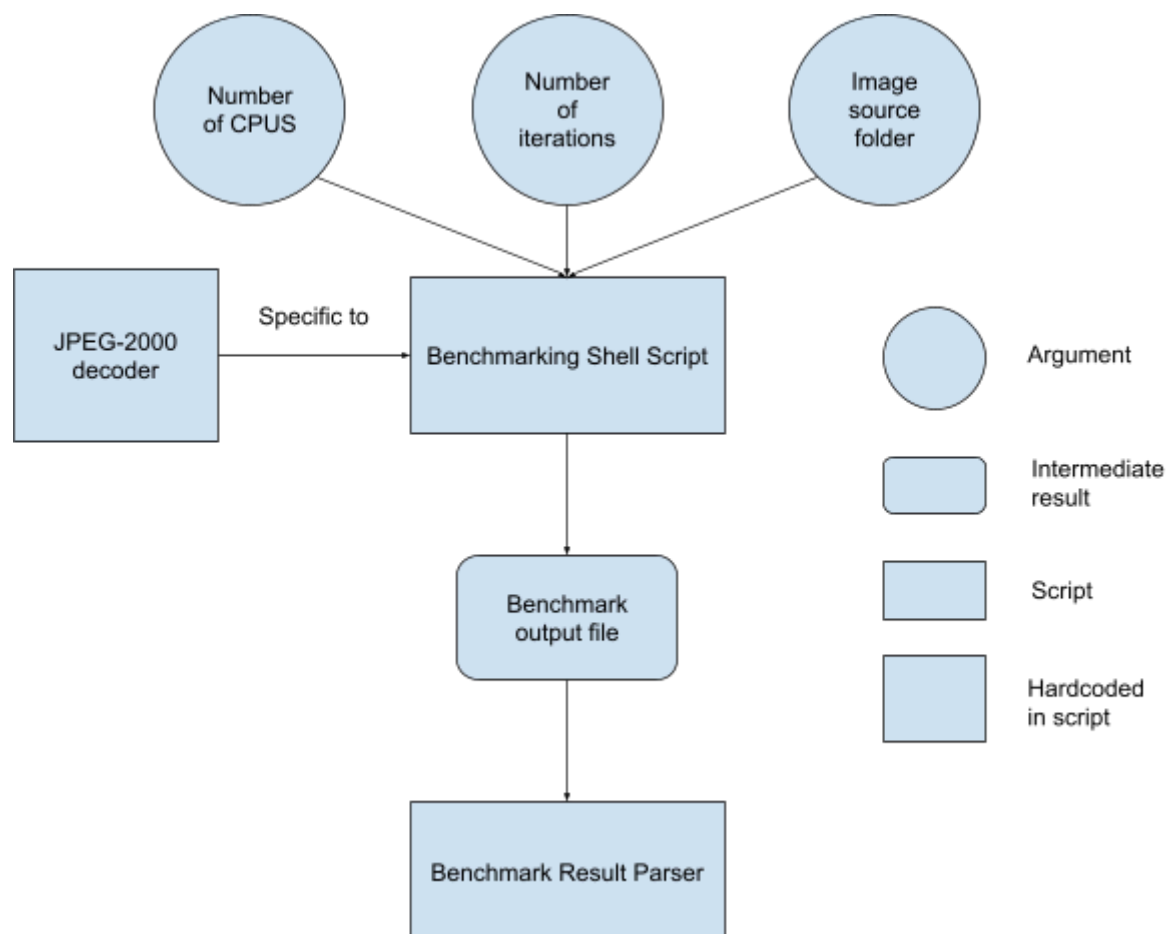 Number
of CPUS
Number
of
iterations
Image
source
folder
JPEG-2000
decoder
Specific to
Benchmarking Shell Script
Argument
Intermediate
result
Benchmark
output file
Script
Hardcoded
in script
Benchmark Result Parser